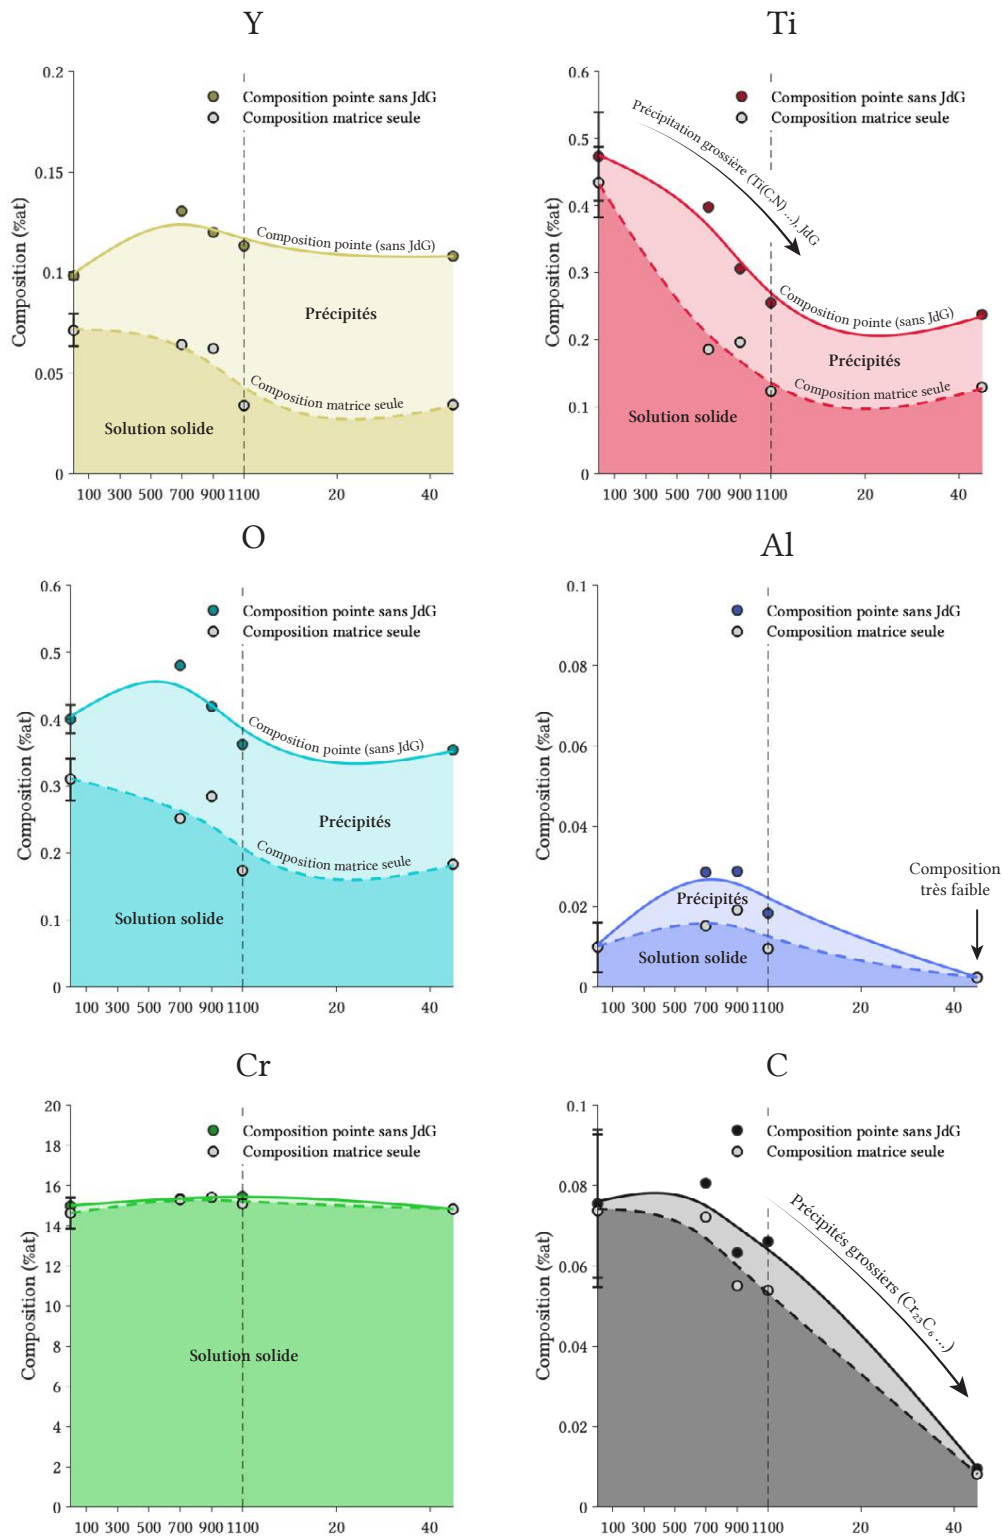 Y
Composition (%at)
0.2
0.15
0.1
0.05
0
Composition pointe sans JdG
Composition matrice seule
Composition pointe (sans JdG)
Précipités
Composition matrice seule
Solution solide
100 300 500 700 900 1100 20 40
Ti
Composition (%at)
0.6
0.5
0.4
0.3
0.2
0.1
0
Composition pointe sans JdG
Composition matrice seule
Précipitation grossière (Ti(C,N) ...), JdG
Composition pointe (sans JdG)
Précipités
Composition matrice seule
Solution solide
100 300 500 700 900 1100 20 40
O
Composition (%at)
0.6
0.5
0.4
0.3
0.2
0.1
0
Composition pointe sans JdG
Composition matrice seule
Composition pointe (sans JdG)
Précipités
Composition matrice seule
Solution solide
100 300 500 700 900 1100 20 40
Al
Composition (%at)
0.1
0.08
0.06
0.04
0.02
0
Composition pointe sans JdG
Composition matrice seule
Composition
très faible
Précipités
Solution solide
100 300 500 700 900 1100 20 40
Cr
Composition (%at)
20
18
16
14
12
10
8
6
4
2
0
Composition pointe sans JdG
Composition matrice seule
Solution solide
100 300 500 700 900 1100 20 40
C
Composition (%at)
0.1
0.08
0.06
0.04
0.02
0
Composition pointe sans JdG
Composition matrice seule
Précipités grossiers (Cr₂₃C₆ ...)
100 300 500 700 900 1100 20 40